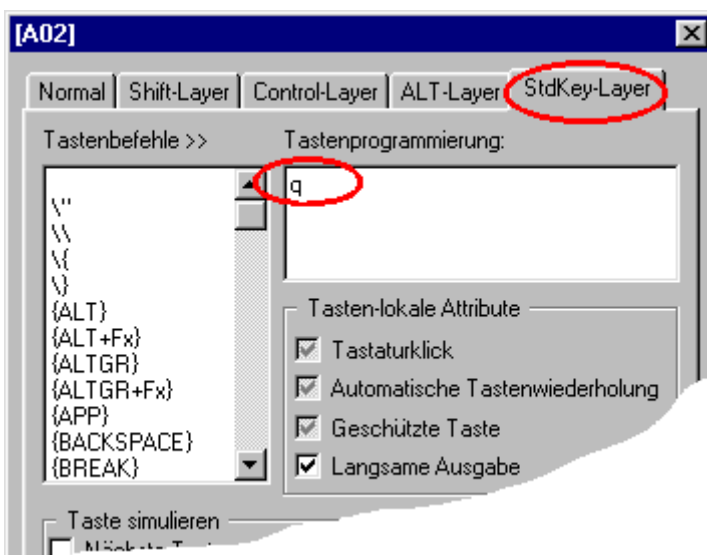 [A02]
Normal Shift-Layer Control-Layer ALT-Layer StdKey-Layer
Tastenbefehle >> Tastenprogrammierung:
q
\"
\\
\{
\}
{ALT}
{ALT+Fx}
{ALTGR}
{ALTGR+Fx}
{APP}
{BACKSPACE}
{BREAK}
Tasten-lokale Attribute
Tastaturklick
Automatische Tastenwiederholung
Geschützte Taste
Langsame Ausgabe
Taste simulieren